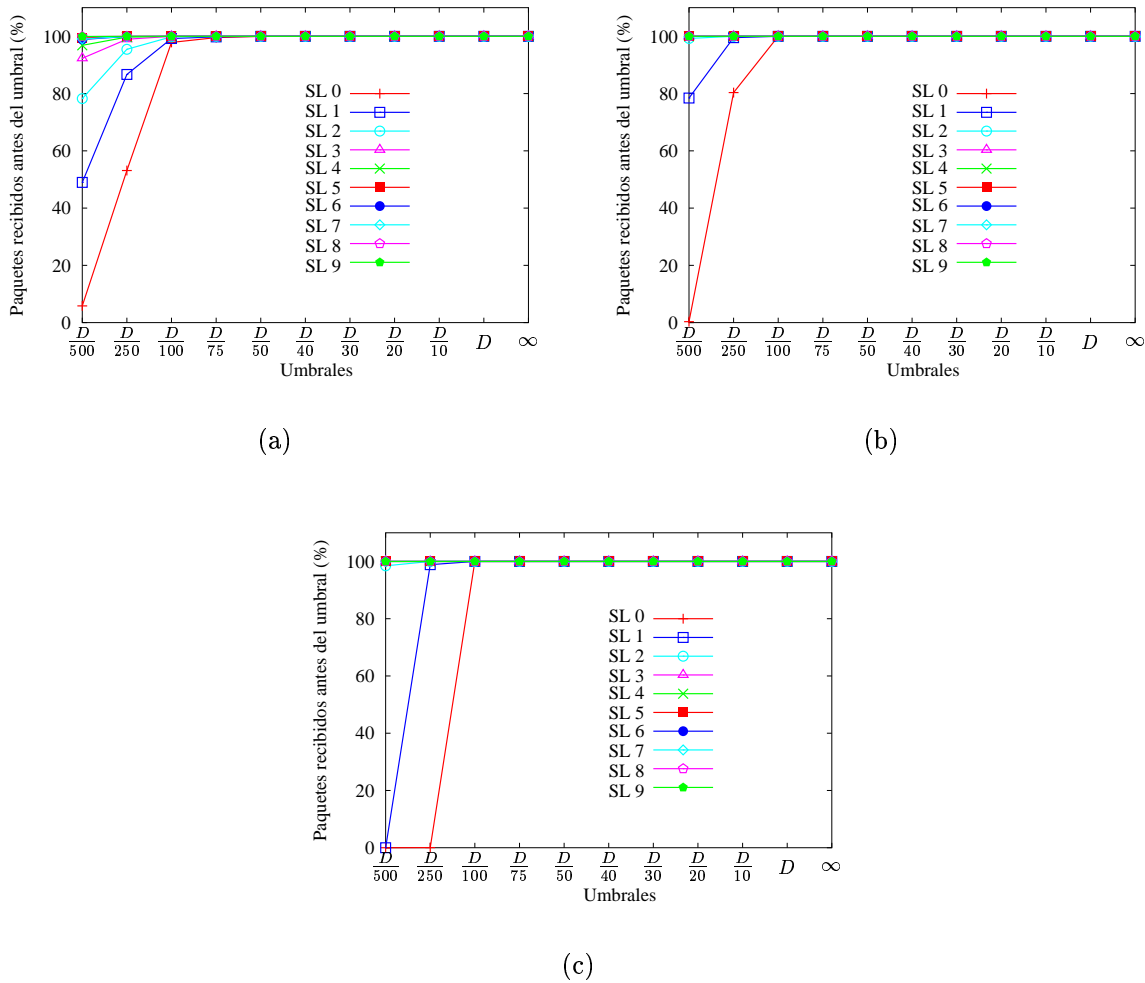 Paquetes recibidos antes del umbral (%)
100
80
60
40
20
0
SL 0
SL 1
SL 2
SL 3
SL 4
SL 5
SL 6
SL 7
SL 8
SL 9
D/500 D/250 D/100 D/75 D/50 D/40 D/30 D/20 D/10 D ∞
Umbrales
(a)
Paquetes recibidos antes del umbral (%)
100
80
60
40
20
0
SL 0
SL 1
SL 2
SL 3
SL 4
SL 5
SL 6
SL 7
SL 8
SL 9
D/500 D/250 D/100 D/75 D/50 D/40 D/30 D/20 D/10 D ∞
Umbrales
(b)
Paquetes recibidos antes del umbral (%)
100
80
60
40
20
0
SL 0
SL 1
SL 2
SL 3
SL 4
SL 5
SL 6
SL 7
SL 8
SL 9
D/500 D/250 D/100 D/75 D/50 D/40 D/30 D/20 D/10 D ∞
Umbrales
(c)